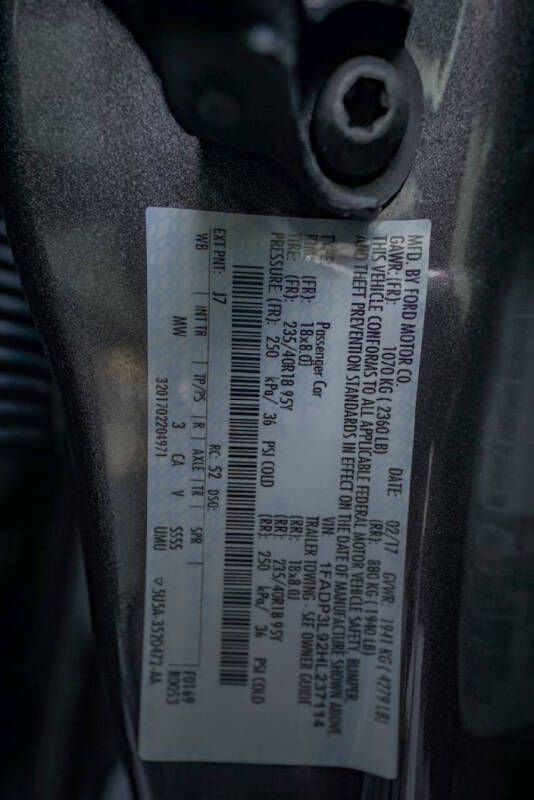 MFD. BY FORD MOTOR CO.
DATE: 02/17 GVWR: 1941 KG ( 4279 LB)
GAWR:(FR): 1070 KG ( 2360 LB) (RR): 880 KG ( 1940 LB)
THIS VEHICLE CONFORMS TO ALL APPLICABLE FEDERAL MOTOR VEHICLE SAFETY, BUMPER
AND THEFT PREVENTION STANDARDS IN EFFECT ON THE DATE OF MANUFACTURE SHOWN ABOVE.
VIN: 1FADP3L92HL237114
Passenger Car TRAILER TOWING - SEE OWNER GUIDE
(FR): 18x8.0J (RR): 18x8.0J
TIRE: (FR): 235/40R18 95Y (RR): 235/40R18 95Y
PRESSURE (FR): 250 kPa/ 36 PSI COLD (RR): 250 kPa/ 36 PSI COLD
EXT PNT: J7 RC: 52 DSO: F0169
WB INT TR TP/PS R AXLE TR SPR R0053
MW 3 CA V SSSS UMU
3201702204971 ▽5U5A-3520472-AA